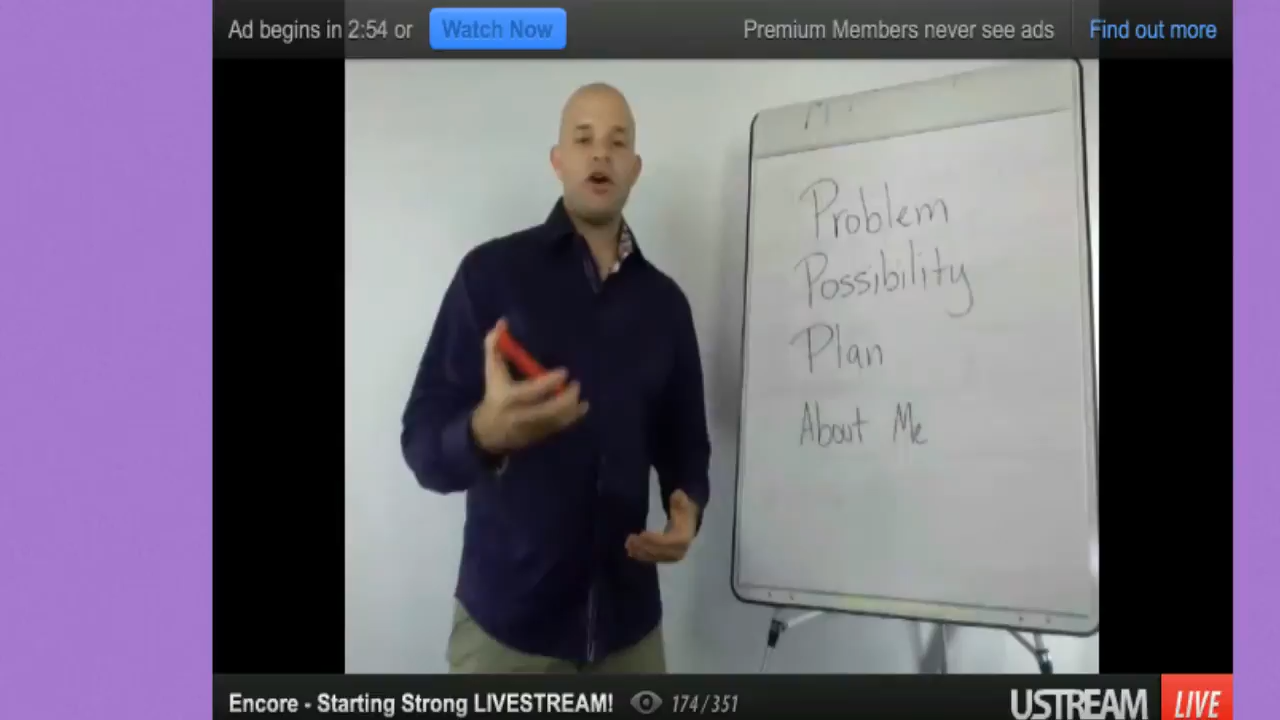 Ad begins in 2:54 or Watch Now Premium Members never see ads Find out more
Problem
Possibility
Plan
About Me
Encore - Starting Strong LIVESTREAM! 174/351 USTREAM LIVE